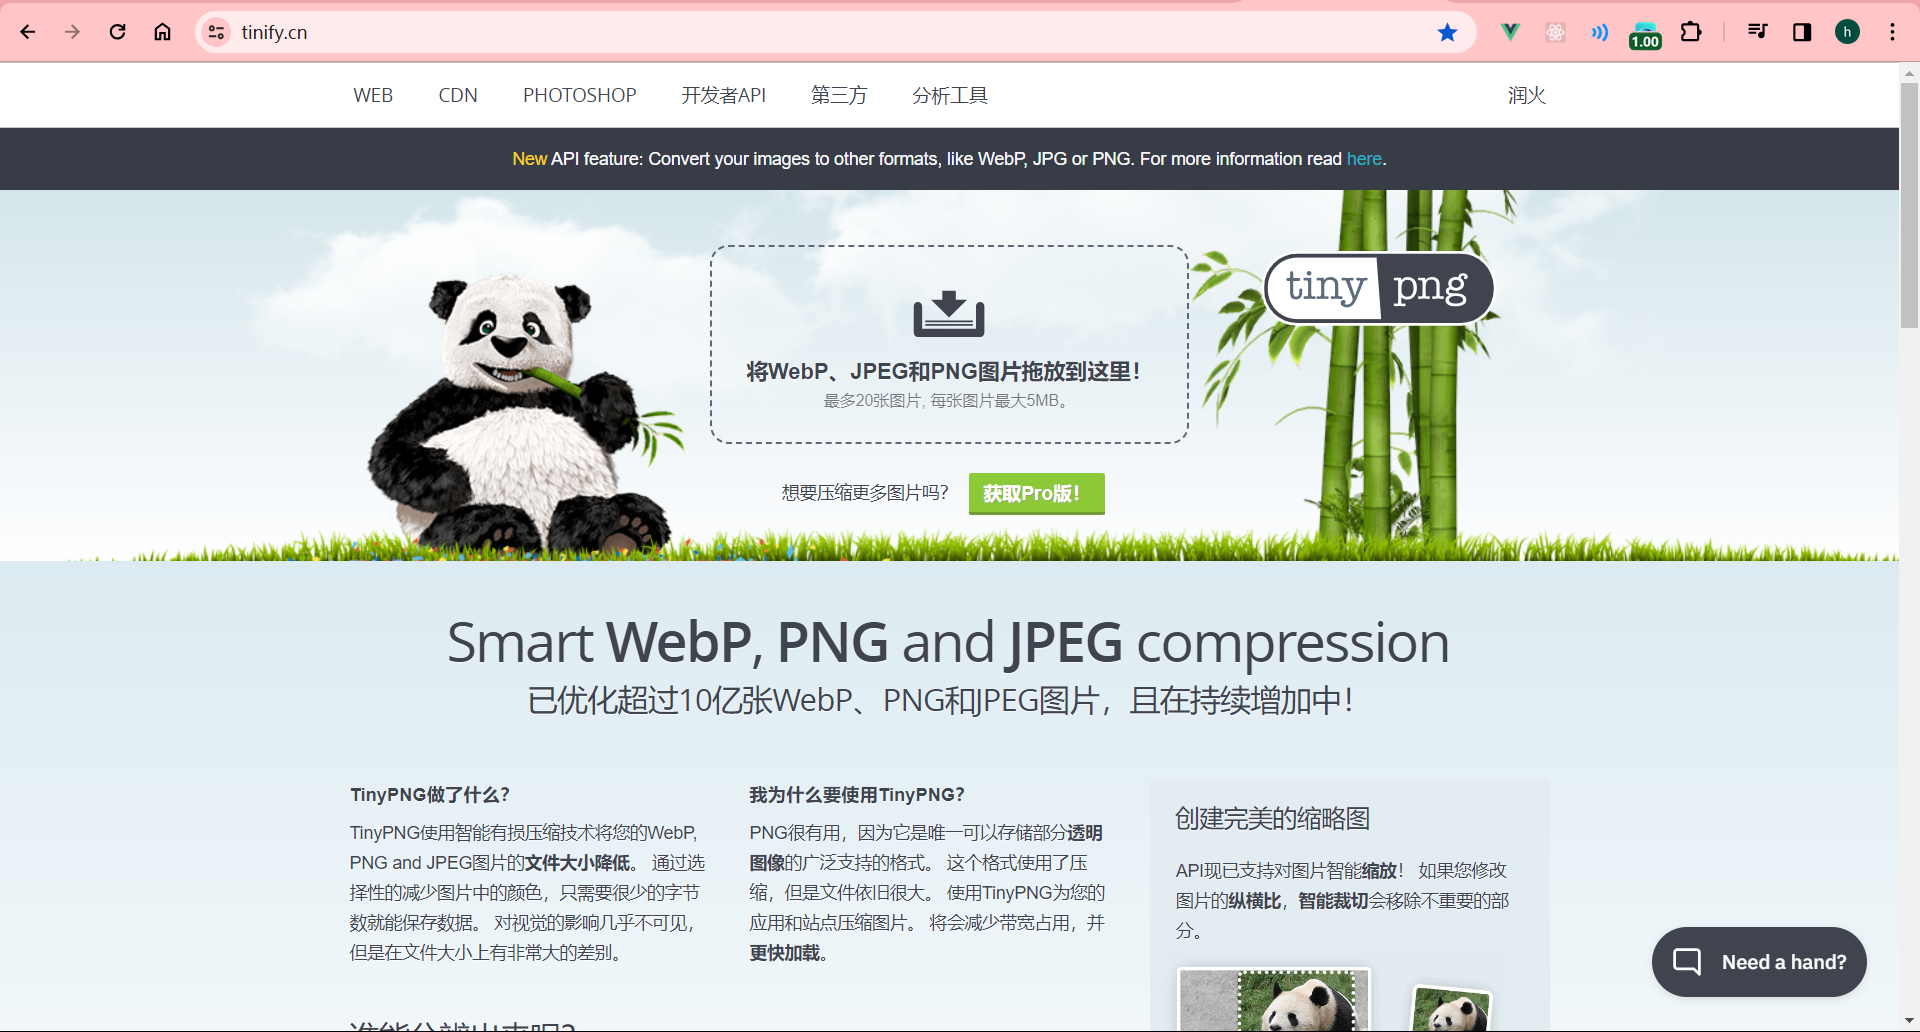 tinify.cn
1.00
h
WEB CDN PHOTOSHOP 开发者API 第三方 分析工具 润火
New API feature: Convert your images to other formats, like WebP, JPG or PNG. For more information read here.
tiny png
将WebP、JPEG和PNG图片拖放到这里！
最多20张图片, 每张图片最大5MB。
想要压缩更多图片吗？ 获取Pro版！
Smart WebP, PNG and JPEG compression
已优化超过10亿张WebP、PNG和JPEG图片，且在持续增加中！
TinyPNG做了什么？
TinyPNG使用智能有损压缩技术将您的WebP,
PNG and JPEG图片的文件大小降低。 通过选
择性的减少图片中的颜色，只需要很少的字节
数就能保存数据。 对视觉的影响几乎不可见，
但是在文件大小上有非常大的差别。
我为什么要使用TinyPNG？
PNG很有用，因为它是唯一可以存储部分透明
图像的广泛支持的格式。 这个格式使用了压
缩，但是文件依旧很大。 使用TinyPNG为您的
应用和站点压缩图片。 将会减少带宽占用，并
更快加载。
创建完美的缩略图
API现已支持对图片智能缩放！ 如果您修改
图片的纵横比，智能裁切会移除不重要的部
分。
Need a hand?
谁能分辨出来呢？